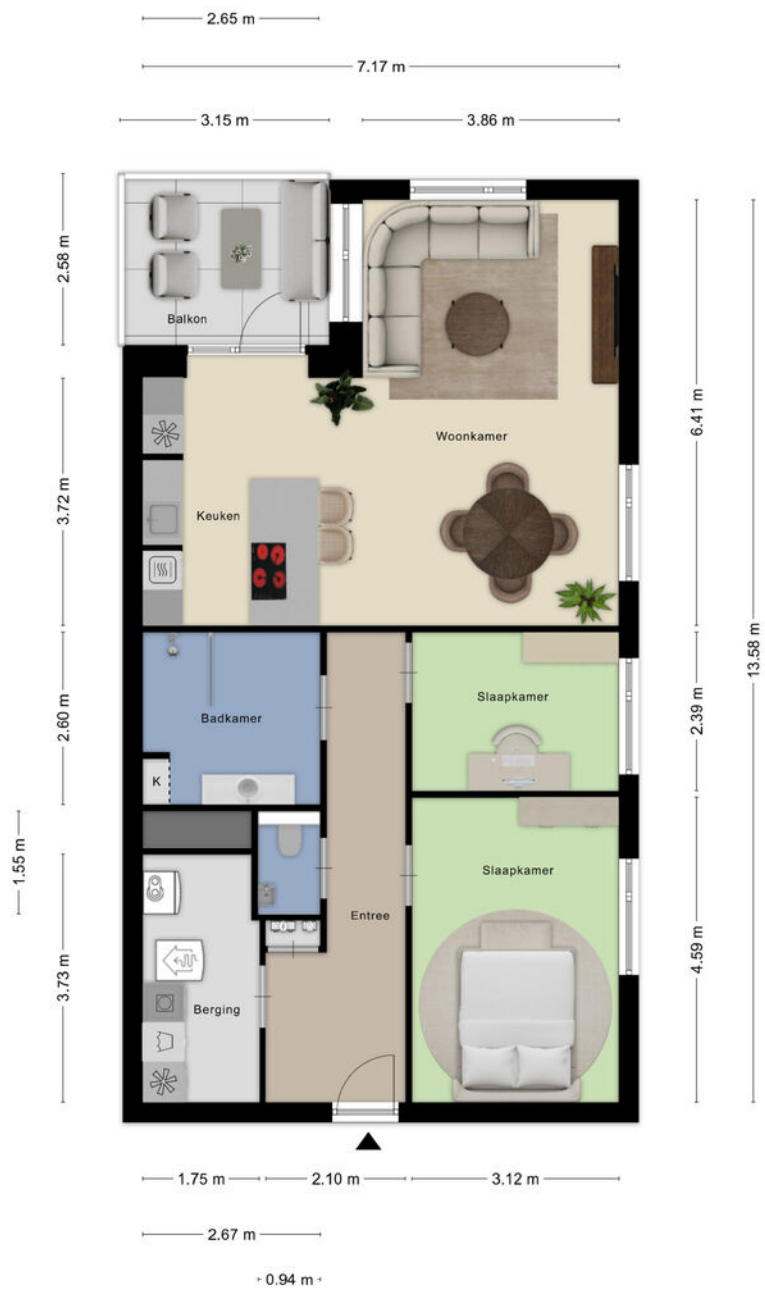 2.65 m
7.17 m
3.15 m
3.86 m
2.58 m
Balkon
6.41 m
Woonkamer
3.72 m
Keuken
13.58 m
2.60 m
2.39 m
Slaapkamer
Badkamer
K
1.55 m
Slaapkamer
Entree
4.59 m
3.73 m
Berging
1.75 m
2.10 m
3.12 m
2.67 m
0.94 m